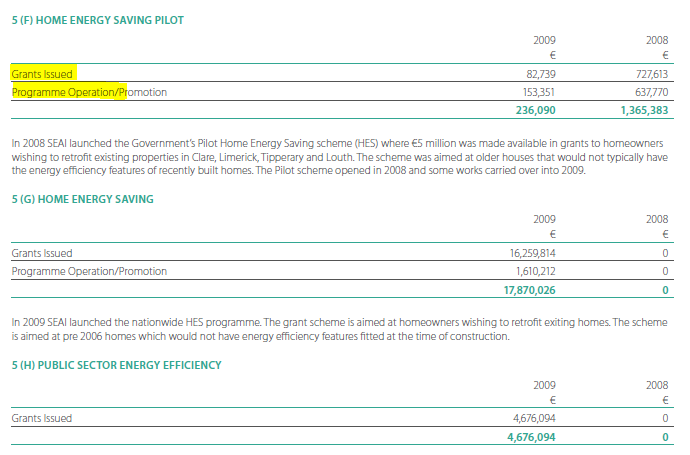 5 (F) HOME ENERGY SAVING PILOT
2009 2008
€ €
Grants Issued 82,739 727,613
Programme Operation/Promotion 153,351 637,770
236,090 1,365,383
In 2008 SEAI launched the Government's Pilot Home Energy Saving scheme (HES) where €5 million was made available in grants to homeowners
wishing to retrofit existing properties in Clare, Limerick, Tipperary and Louth. The scheme was aimed at older houses that would not typically have
the energy efficiency features of recently built homes. The Pilot scheme opened in 2008 and some works carried over into 2009.
5 (G) HOME ENERGY SAVING
2009 2008
€ €
Grants Issued 16,259,814 0
Programme Operation/Promotion 1,610,212 0
17,870,026 0
In 2009 SEAI launched the nationwide HES programme. The grant scheme is aimed at homeowners wishing to retrofit exiting homes. The scheme
is aimed at pre 2006 homes which would not have energy efficiency features fitted at the time of construction.
5 (H) PUBLIC SECTOR ENERGY EFFICIENCY
2009 2008
€ €
Grants Issued 4,676,094 0
4,676,094 0